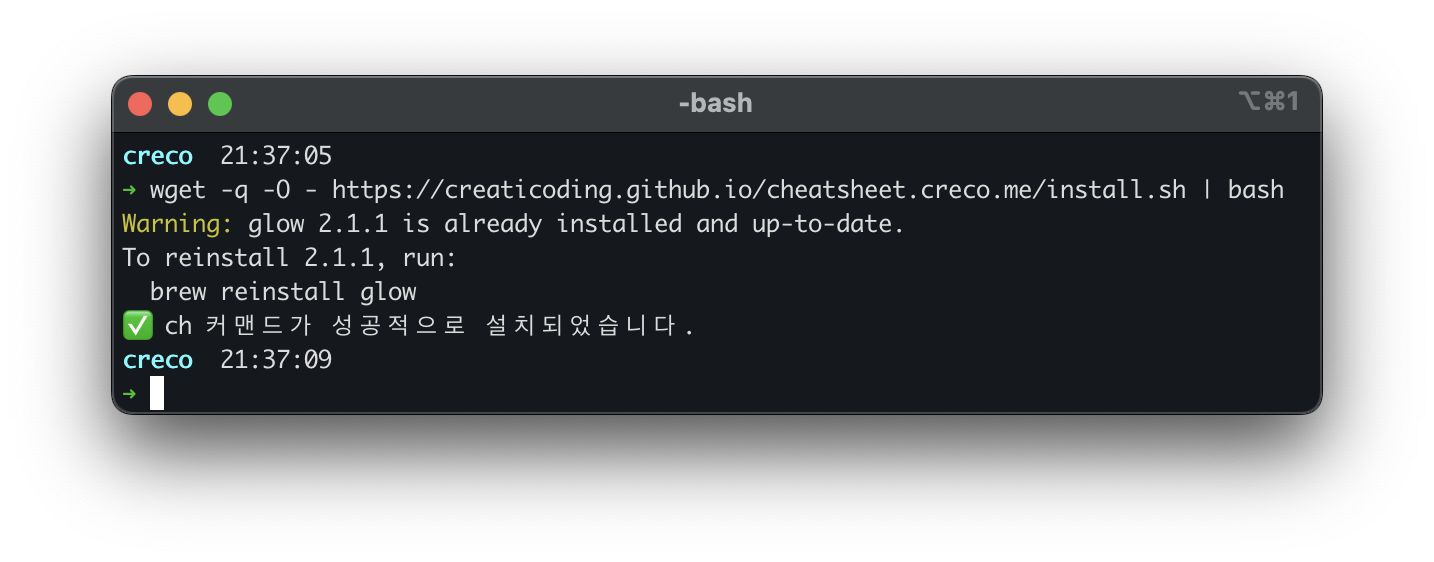 -bash
⌥⌘1
creco 21:37:05
➜ wget -q -O - https://creaticoding.github.io/cheatsheet.creco.me/install.sh | bash
Warning: glow 2.1.1 is already installed and up-to-date.
To reinstall 2.1.1, run:
  brew reinstall glow
✅ ch 커맨드가 성공적으로 설치되었습니다.
creco 21:37:09
➜